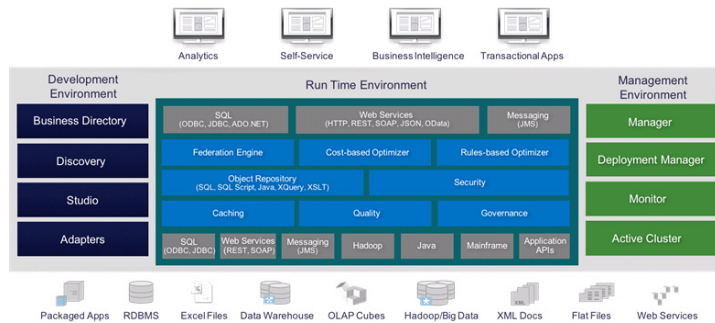 Analytics
Self-Service
Business Intelligence
Transactional Apps
Development
Environment
Business Directory
Discovery
Studio
Adapters
Run Time Environment
SQL
(ODBC, JDBC, ADO.NET)
Web Services
(HTTP, REST, SOAP, JSON, OData)
Messaging
(JMS)
Federation Engine
Cost-based Optimizer
Rules-based Optimizer
Object Repository
(SQL, SQL Script, Java, XQuery, XSLT)
Security
Caching
Quality
Governance
SQL
(ODBC, JDBC)
Web Services
(REST, SOAP)
Messaging
(JMS)
Hadoop
Java
Mainframe
Application
APIs
Management
Environment
Manager
Deployment Manager
Monitor
Active Cluster
Packaged Apps
RDBMS
Excel Files
Data Warehouse
OLAP Cubes
Hadoop/Big Data
XML
XML Docs
Flat Files
Web Services